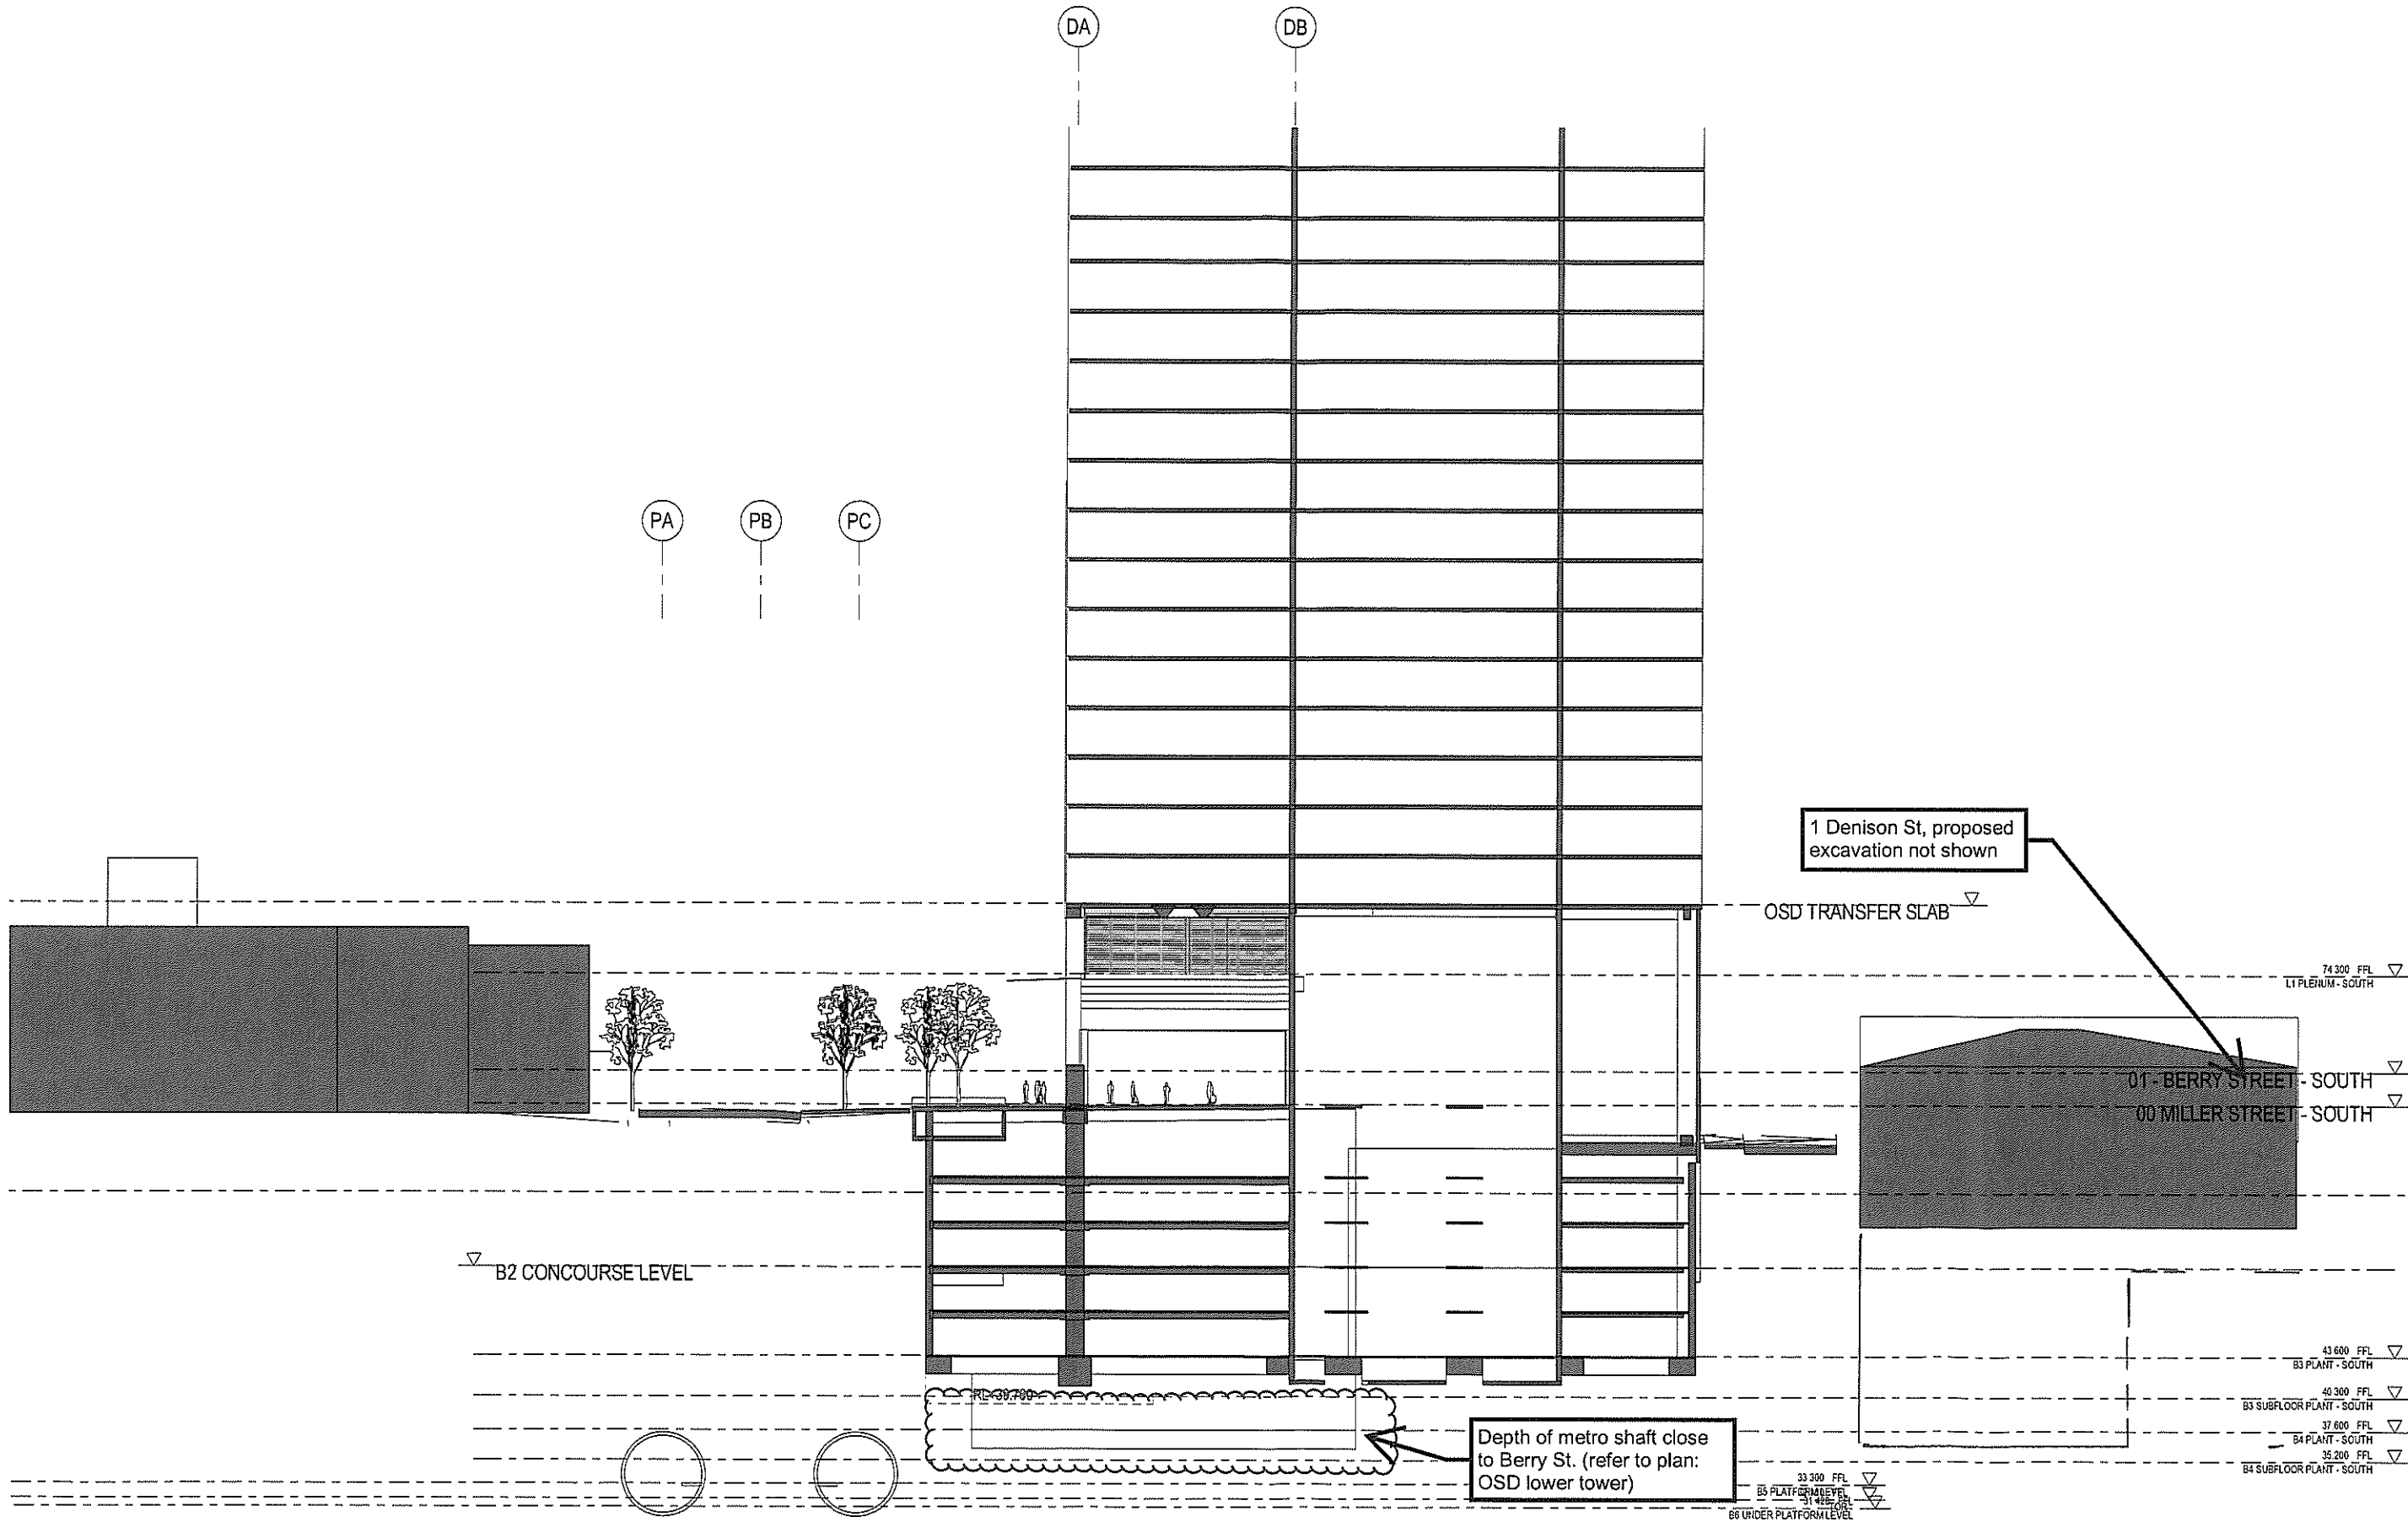 DA
DB
PA
PB
PC
1 Denison St, proposed
excavation not shown
OSD TRANSFER SLAB
74 300 FFL
L1 PLENUM - SOUTH
01 - BERRY STREET - SOUTH
00 MILLER STREET - SOUTH
B2 CONCOURSE LEVEL
43 600 FFL
B3 PLANT - SOUTH
40 300 FFL
B3 SUBFLOOR PLANT - SOUTH
37 600 FFL
B4 PLANT - SOUTH
35 200 FFL
B4 SUBFLOOR PLANT - SOUTH
Depth of metro shaft close
to Berry St. (refer to plan:
OSD lower tower)
33 300 FFL
B5 PLATFORM LEVEL
B6 UNDER PLATFORM LEVEL